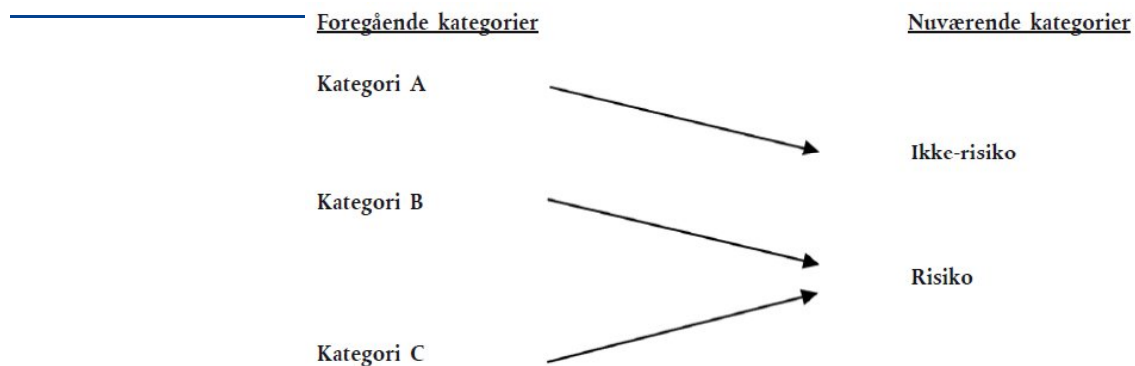 Foregående kategorier Nuværende kategorier
Kategori A
Ikke-risiko
Kategori B
Risiko
Kategori C